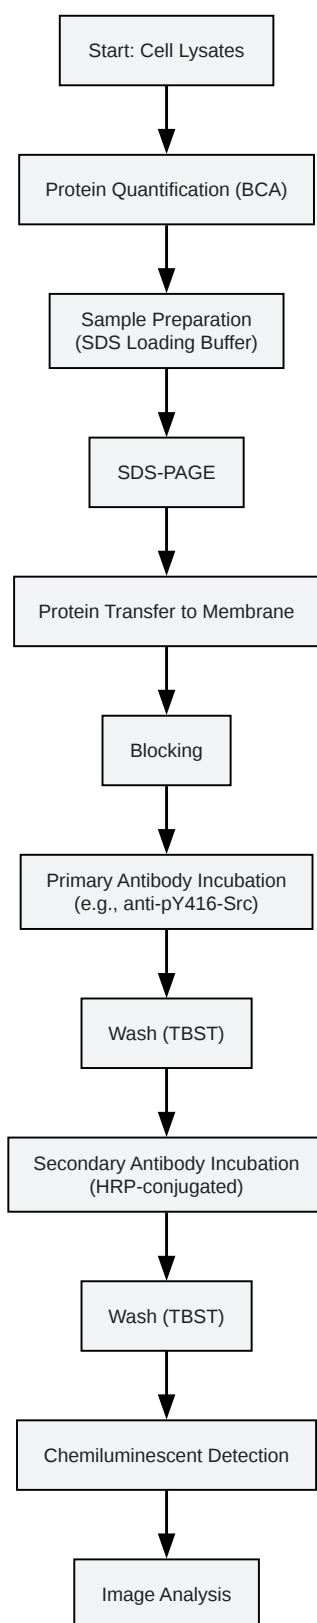 Start: Cell Lysates
Protein Quantification (BCA)
Sample Preparation
(SDS Loading Buffer)
SDS-PAGE
Protein Transfer to Membrane
Blocking
Primary Antibody Incubation
(e.g., anti-pY416-Src)
Wash (TBST)
Secondary Antibody Incubation
(HRP-conjugated)
Wash (TBST)
Chemiluminescent Detection
Image Analysis